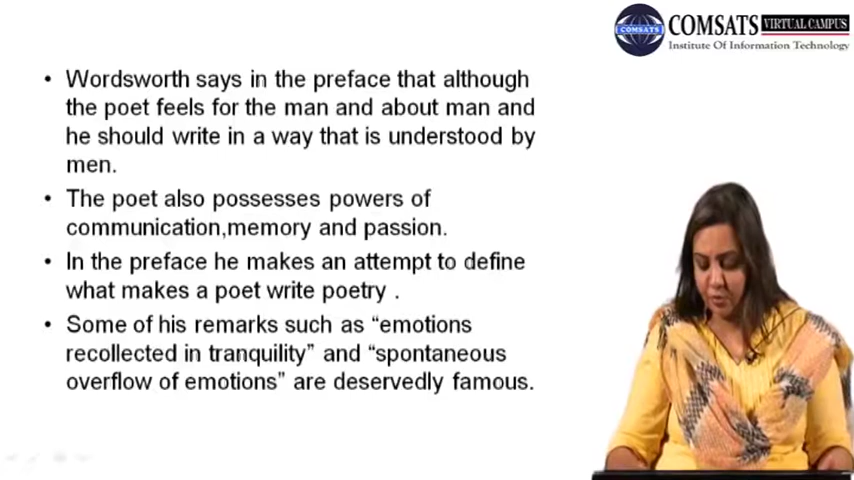 COMSATS VIRTUAL CAMPUS
COMSATS
Institute Of Information Technology
• Wordsworth says in the preface that although
the poet feels for the man and about man and
he should write in a way that is understood by
men.
• The poet also possesses powers of
communication,memory and passion.
• In the preface he makes an attempt to define
what makes a poet write poetry .
• Some of his remarks such as “emotions
recollected in tranquility” and “spontaneous
overflow of emotions” are deservedly famous.